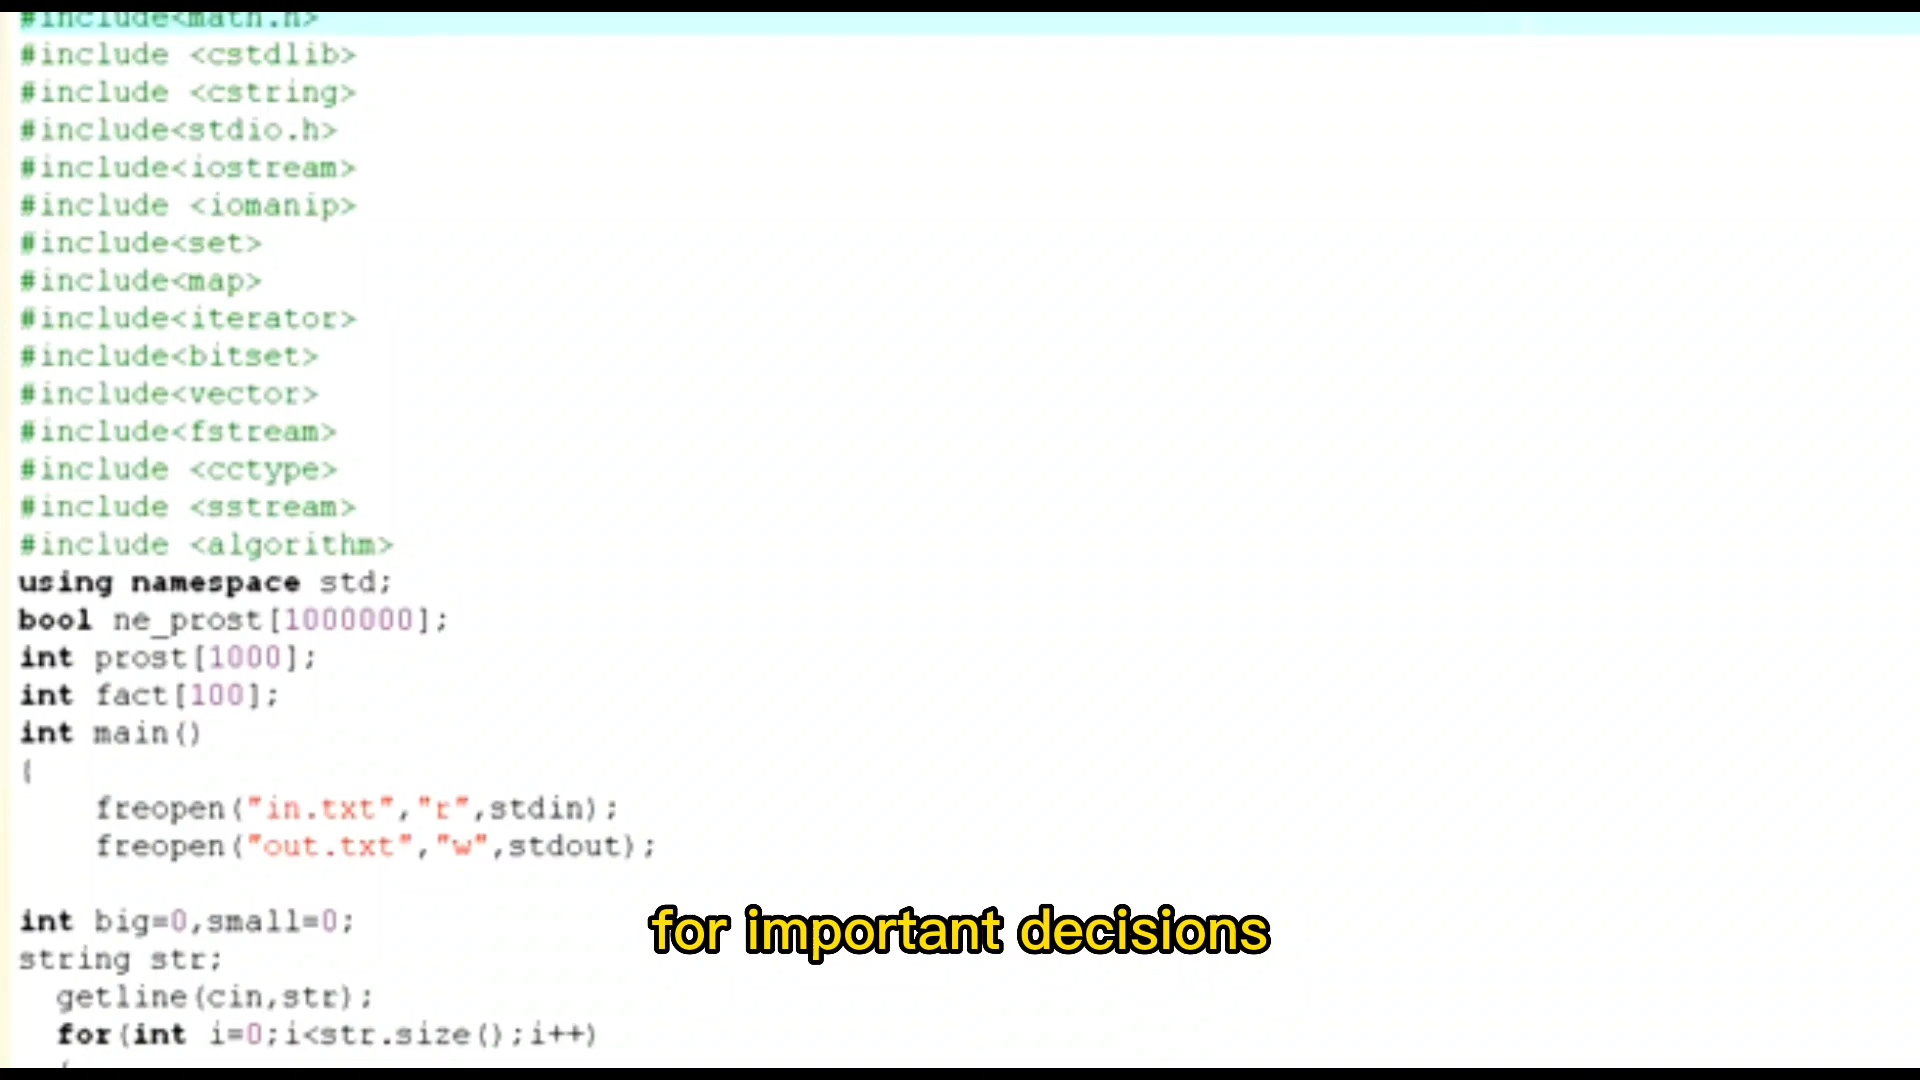 #include<math.h>
#include <cstdlib>
#include <cstring>
#include<stdio.h>
#include<iostream>
#include <iomanip>
#include<set>
#include<map>
#include<iterator>
#include<bitset>
#include<vector>
#include<fstream>
#include <cctype>
#include <sstream>
#include <algorithm>
using namespace std;
bool ne_prost[1000000];
int prost[1000];
int fact[100];
int main()
{
freopen("in.txt","r",stdin);
freopen("out.txt","w",stdout);
int big=0,small=0;
string str;
getline(cin,str);
for(int i=0;i<str.size();i++)
for important decisions